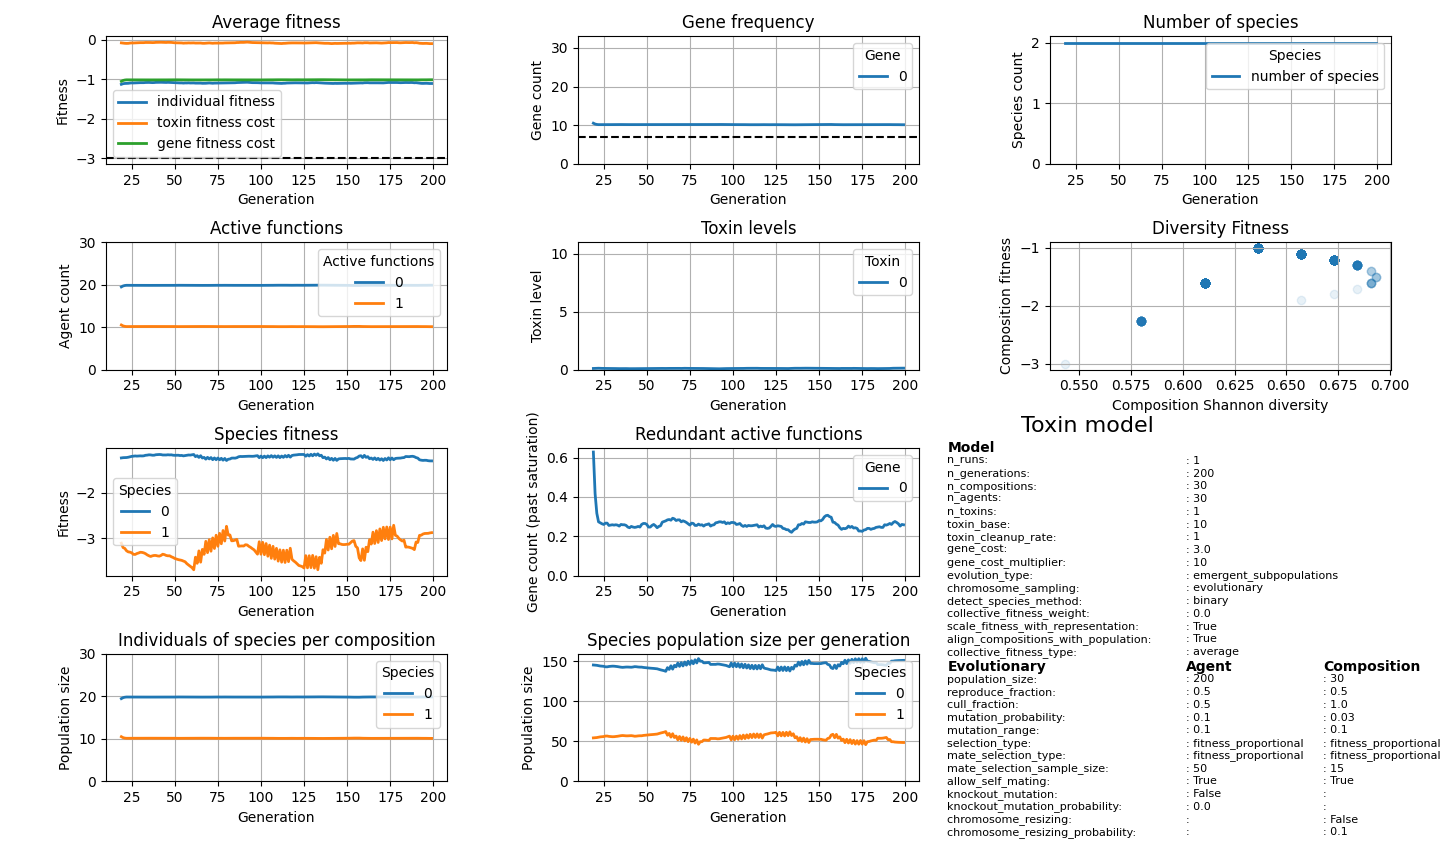 Average fitness
0
−1
−2
−3
Fitness
individual fitness
toxin fitness cost
gene fitness cost
25 50 75 100 125 150 175 200
Generation
Gene frequency
30
20
10
0
Gene count
Gene
0
25 50 75 100 125 150 175 200
Generation
Number of species
2
1
0
Species count
Species
number of species
25 50 75 100 125 150 175 200
Generation
Active functions
30
20
10
0
Agent count
Active functions
0
1
25 50 75 100 125 150 175 200
Generation
Toxin levels
10
5
0
Toxin level
Toxin
0
25 50 75 100 125 150 175 200
Generation
Diversity Fitness
−1
−2
−3
Composition fitness
0.550 0.575 0.600 0.625 0.650 0.675 0.700
Composition Shannon diversity
Species fitness
−2
−3
Fitness
Species
0
1
25 50 75 100 125 150 175 200
Generation
Redundant active functions
0.6
0.4
0.2
0.0
Gene count (past saturation)
Gene
0
25 50 75 100 125 150 175 200
Generation
Individuals of species per composition
30
20
10
0
Population size
Species
0
1
25 50 75 100 125 150 175 200
Generation
Species population size per generation
150
100
50
0
Population size
Species
0
1
25 50 75 100 125 150 175 200
Generation
Toxin model
Model
n_runs: : 1
n_generations: : 200
n_compositions: : 30
n_agents: : 30
n_toxins: : 1
toxin_base: : 10
toxin_cleanup_rate: : 1
gene_cost: : 3.0
gene_cost_multiplier: : 10
evolution_type: : emergent_subpopulations
chromosome_sampling: : evolutionary
detect_species_method: : binary
collective_fitness_weight: : 0.0
scale_fitness_with_representation: : True
align_compositions_with_population: : True
collective_fitness_type: : average
Evolutionary Agent Composition
population_size: : 200 : 30
reproduce_fraction: : 0.5 : 0.5
cull_fraction: : 0.5 : 1.0
mutation_probability: : 0.1 : 0.03
mutation_range: : 0.1 : 0.1
selection_type: : fitness_proportional : fitness_proportional
mate_selection_type: : fitness_proportional : fitness_proportional
mate_selection_sample_size: : 50 : 15
allow_self_mating: : True : True
knockout_mutation: : False :
knockout_mutation_probability: : 0.0 :
chromosome_resizing: : : False
chromosome_resizing_probability: : : 0.1